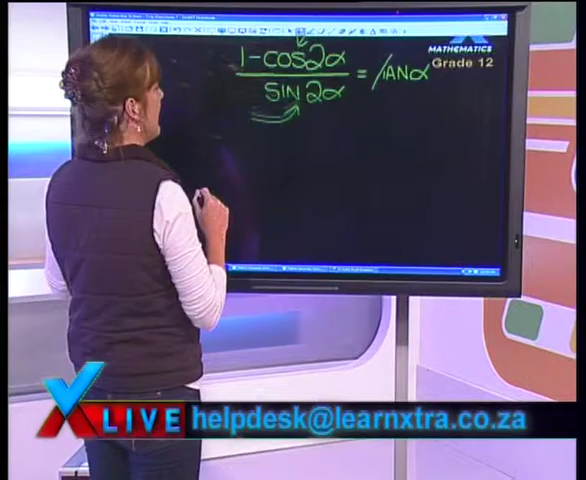 1-cos2α
sin 2α
= /TANα
MATHEMATICS
Grade 12
X LIVE helpdesk@learnxtra.co.za